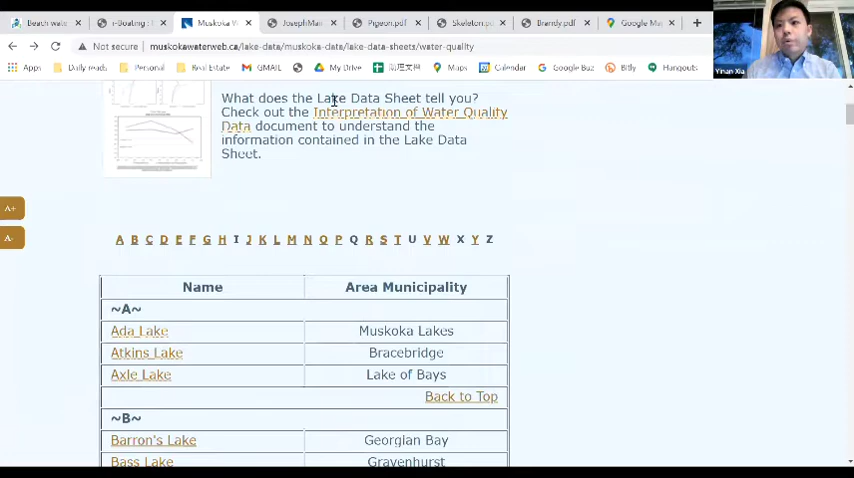 Beach wate
i-Boating : F
Muskoka W
JosephMai
Pigeon.pdf
Skeleton.pd
Brandy.pdf
Google Ma
Not secure
muskokawaterweb.ca/lake-data/muskoka-data/lake-data-sheets/water-quality
Apps
Daily reads
Personal
Real Estate
GMAIL
My Drive
Maps
Calendar
Google Buz
Bitly
Hangouts
Yinan Xia
What does the Lake Data Sheet tell you?
Check out the Interpretation of Water Quality
Data document to understand the
information contained in the Lake Data
Sheet.
A+
A-
A B C D E F G H I J K L M N O P Q R S T U V W X Y Z
Name Area Municipality
~A~
Ada Lake Muskoka Lakes
Atkins Lake Bracebridge
Axle Lake Lake of Bays
Back to Top
~B~
Barron's Lake Georgian Bay
Bass Lake Gravenhurst